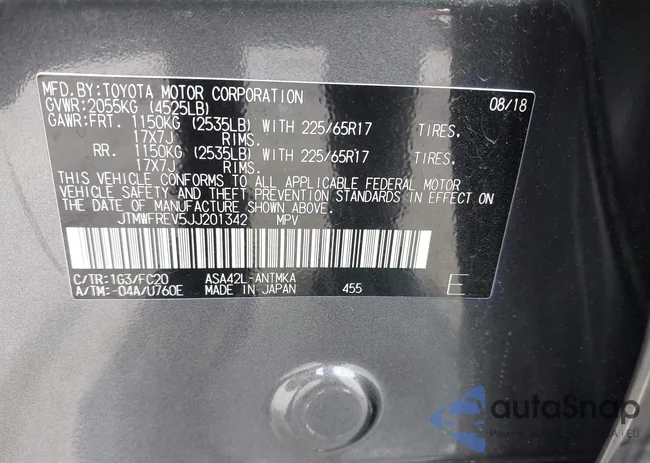 MFD.BY:TOYOTA MOTOR CORPORATION 08/18
GVWR:2055KG (4525LB)
GAWR:FRT. 1150KG (2535LB) WITH 225/65R17 TIRES.
17X7J RIMS.
RR. 1150KG (2535LB) WITH 225/65R17 TIRES.
17X7J RIMS.
THIS VEHICLE CONFORMS TO ALL APPLICABLE FEDERAL MOTOR
VEHICLE SAFETY AND THEFT PREVENTION STANDARDS IN EFFECT ON
THE DATE OF MANUFACTURE SHOWN ABOVE.
JTMWFREV5JJ201342 MPV
C/TR:1G3/FC20 ASA42L-ANTMKA
A/TM:-04A/U760E MADE IN JAPAN 455 E
autoSnap